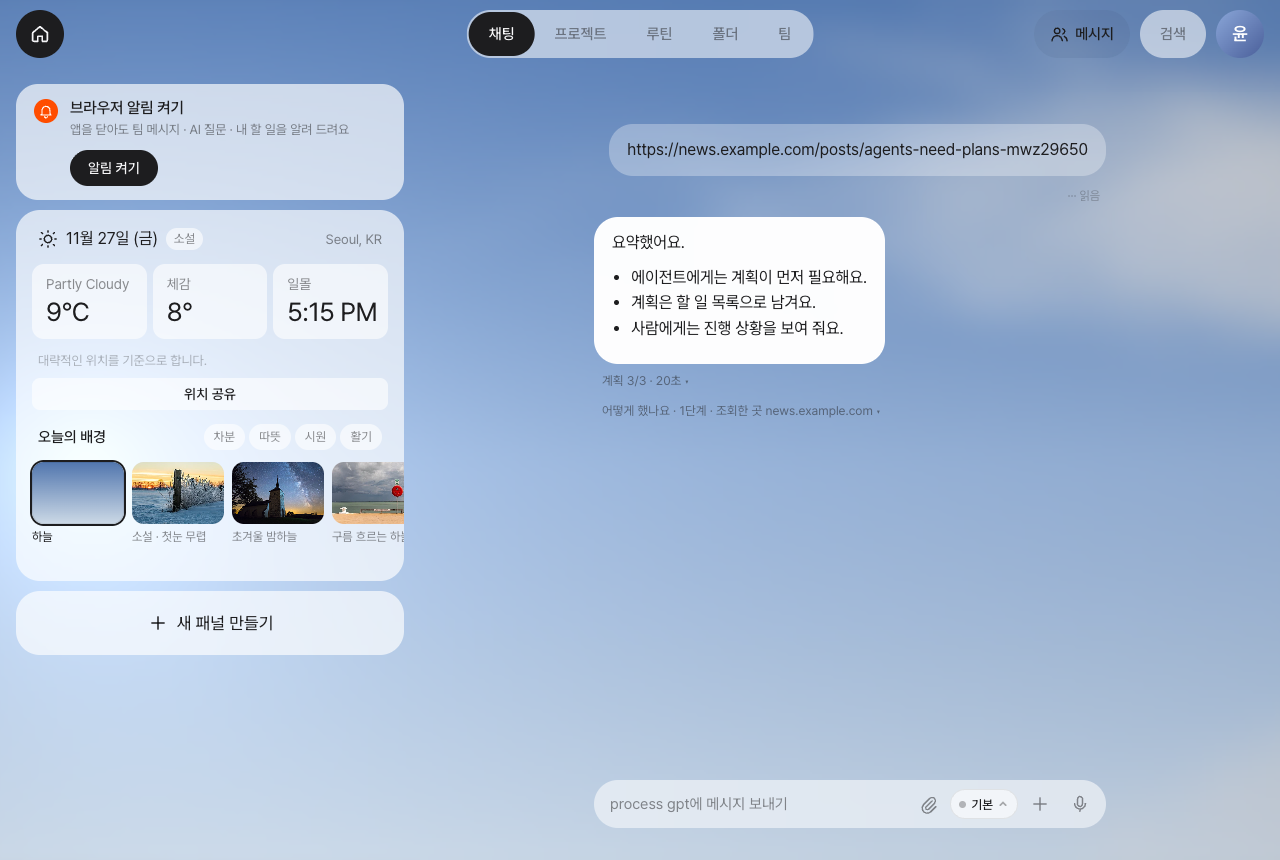 채팅
프로젝트
루틴
폴더
팀
메시지
검색
윤
브라우저 알림 켜기
앱을 닫아도 팀 메시지 · AI 질문 · 내 할 일을 알려 드려요
알림 켜기
11월 27일 (금)
소설
Seoul, KR
Partly Cloudy
9°C
체감
8°
일몰
5:15 PM
대략적인 위치를 기준으로 합니다.
위치 공유
오늘의 배경
차분
따뜻
시원
활기
하늘
소설 · 첫눈 무렵
초겨울 밤하늘
구름 흐르는 하늘
새 패널 만들기
https://news.example.com/posts/agents-need-plans-mwz29650
··· 읽음
요약했어요.
• 에이전트에게는 계획이 먼저 필요해요.
• 계획은 할 일 목록으로 남겨요.
• 사람에게는 진행 상황을 보여 줘요.
계획 3/3 · 20초
어떻게 했나요 · 1단계 · 조회한 곳 news.example.com
process gpt에 메시지 보내기
기본